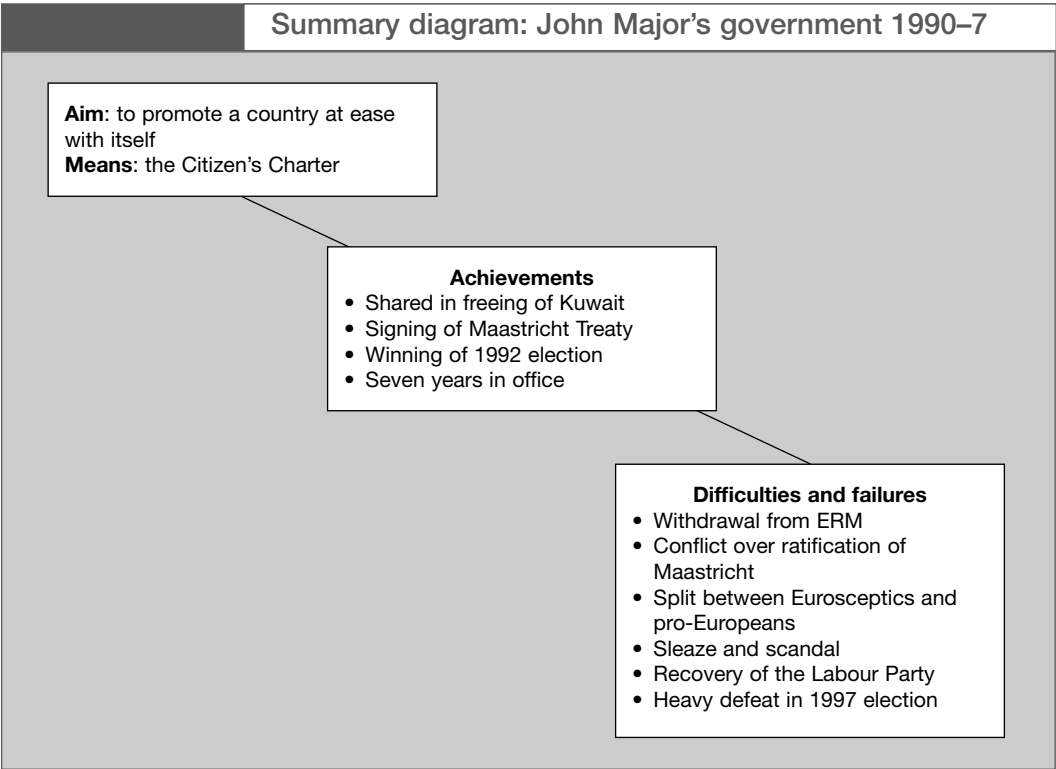 Summary diagram: John Major’s government 1990–7
Aim: to promote a country at ease
with itself
Means: the Citizen’s Charter
Achievements
• Shared in freeing of Kuwait
• Signing of Maastricht Treaty
• Winning of 1992 election
• Seven years in office
Difficulties and failures
• Withdrawal from ERM
• Conflict over ratification of
Maastricht
• Split between Eurosceptics and
pro-Europeans
• Sleaze and scandal
• Recovery of the Labour Party
• Heavy defeat in 1997 election